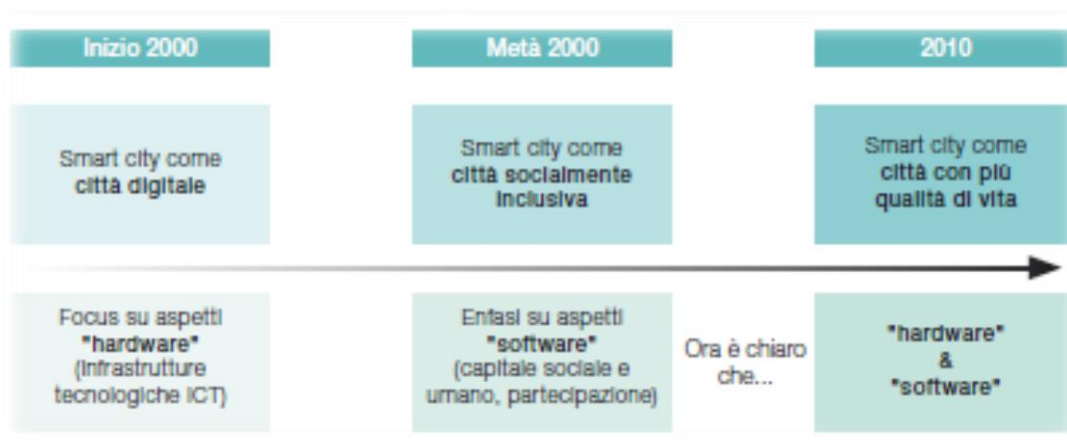 Inizio 2000
Metà 2000
2010
Smart city come
città digitale
Smart city come
città socialmente
inclusiva
Smart city come
città con più
qualità di vita
Focus su aspetti
"hardware"
(infrastrutture
tecnologiche ICT)
Enfasi su aspetti
"software"
(capitale sociale e
umano, partecipazione)
Ora è chiaro
che...
"hardware"
&
"software"